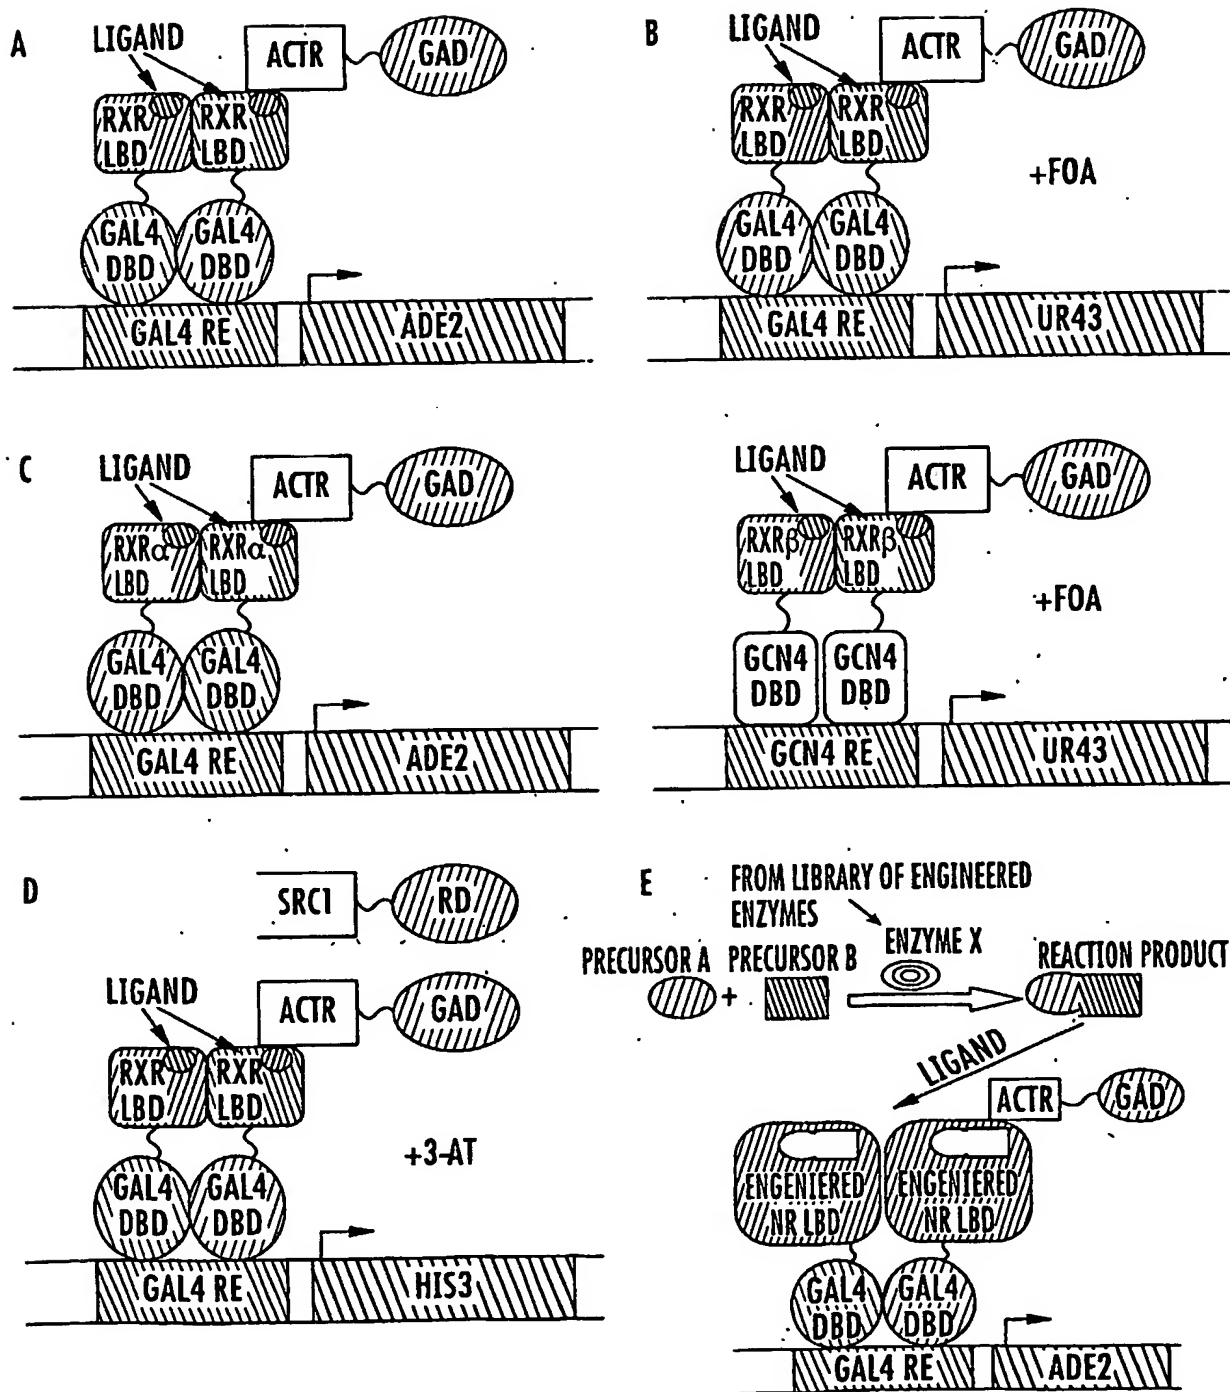 A
LIGAND
ACTR
GAD
RXR
LBD
RXR
LBD
GAL4
DBD
GAL4
DBD
GAL4 RE
ADE2
B
LIGAND
ACTR
GAD
RXR
LBD
RXR
LBD
+FOA
GAL4
DBD
GAL4
DBD
GAL4 RE
UR43
C
LIGAND
ACTR
GAD
RXRα
LBD
RXRα
LBD
GAL4
DBD
GAL4
DBD
GAL4 RE
ADE2
LIGAND
ACTR
GAD
RXRβ
LBD
RXRβ
LBD
+FOA
GCN4
DBD
GCN4
DBD
GCN4 RE
UR43
D
SRC1
RD
LIGAND
ACTR
GAD
RXR
LBD
RXR
LBD
+3-AT
GAL4
DBD
GAL4
DBD
GAL4 RE
HIS3
E
FROM LIBRARY OF ENGINEERED
ENZYMES
ENZYME X
PRECURSOR A
+
PRECURSOR B
REACTION PRODUCT
LIGAND
ACTR
GAD
ENGENIERED
NR LBD
ENGENIERED
NR LBD
GAL4
DBD
GAL4
DBD
GAL4 RE
ADE2